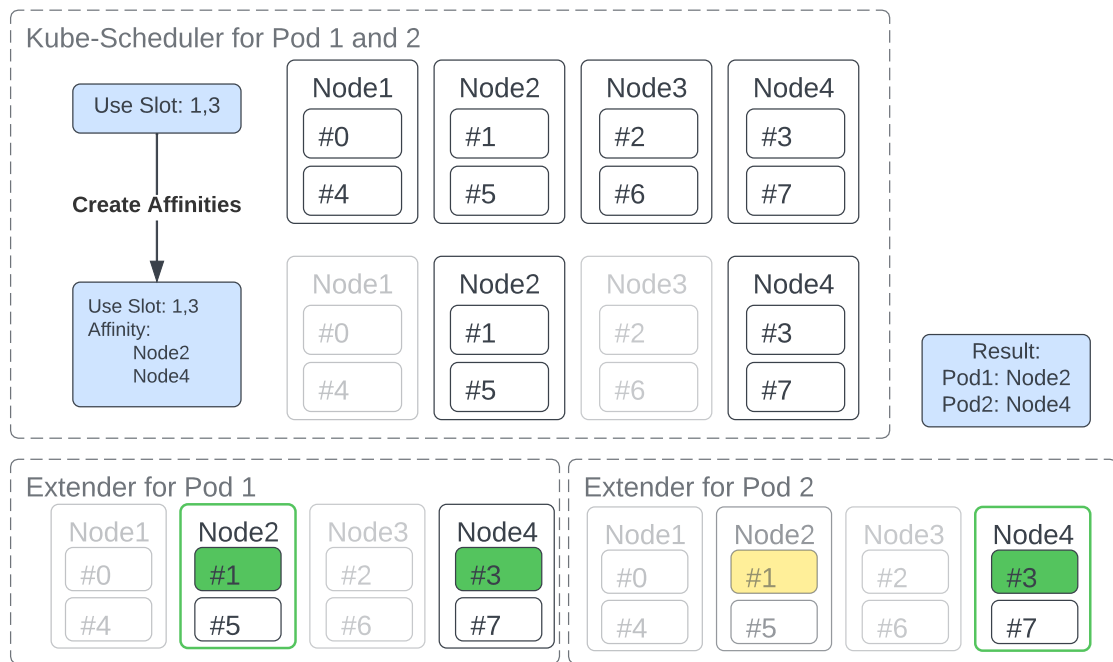 Kube-Scheduler for Pod 1 and 2
Use Slot: 1,3
Create Affinities
Node1 Node2 Node3 Node4
#0 #1 #2 #3
#4 #5 #6 #7
Use Slot: 1,3
Affinity:
Node2
Node4
Node1 Node2 Node3 Node4
#0 #1 #2 #3
#4 #5 #6 #7
Result:
Pod1: Node2
Pod2: Node4
Extender for Pod 1
Node1 Node2 Node3 Node4
#0 #1 #2 #3
#4 #5 #6 #7
Extender for Pod 2
Node1 Node2 Node3 Node4
#0 #1 #2 #3
#4 #5 #6 #7